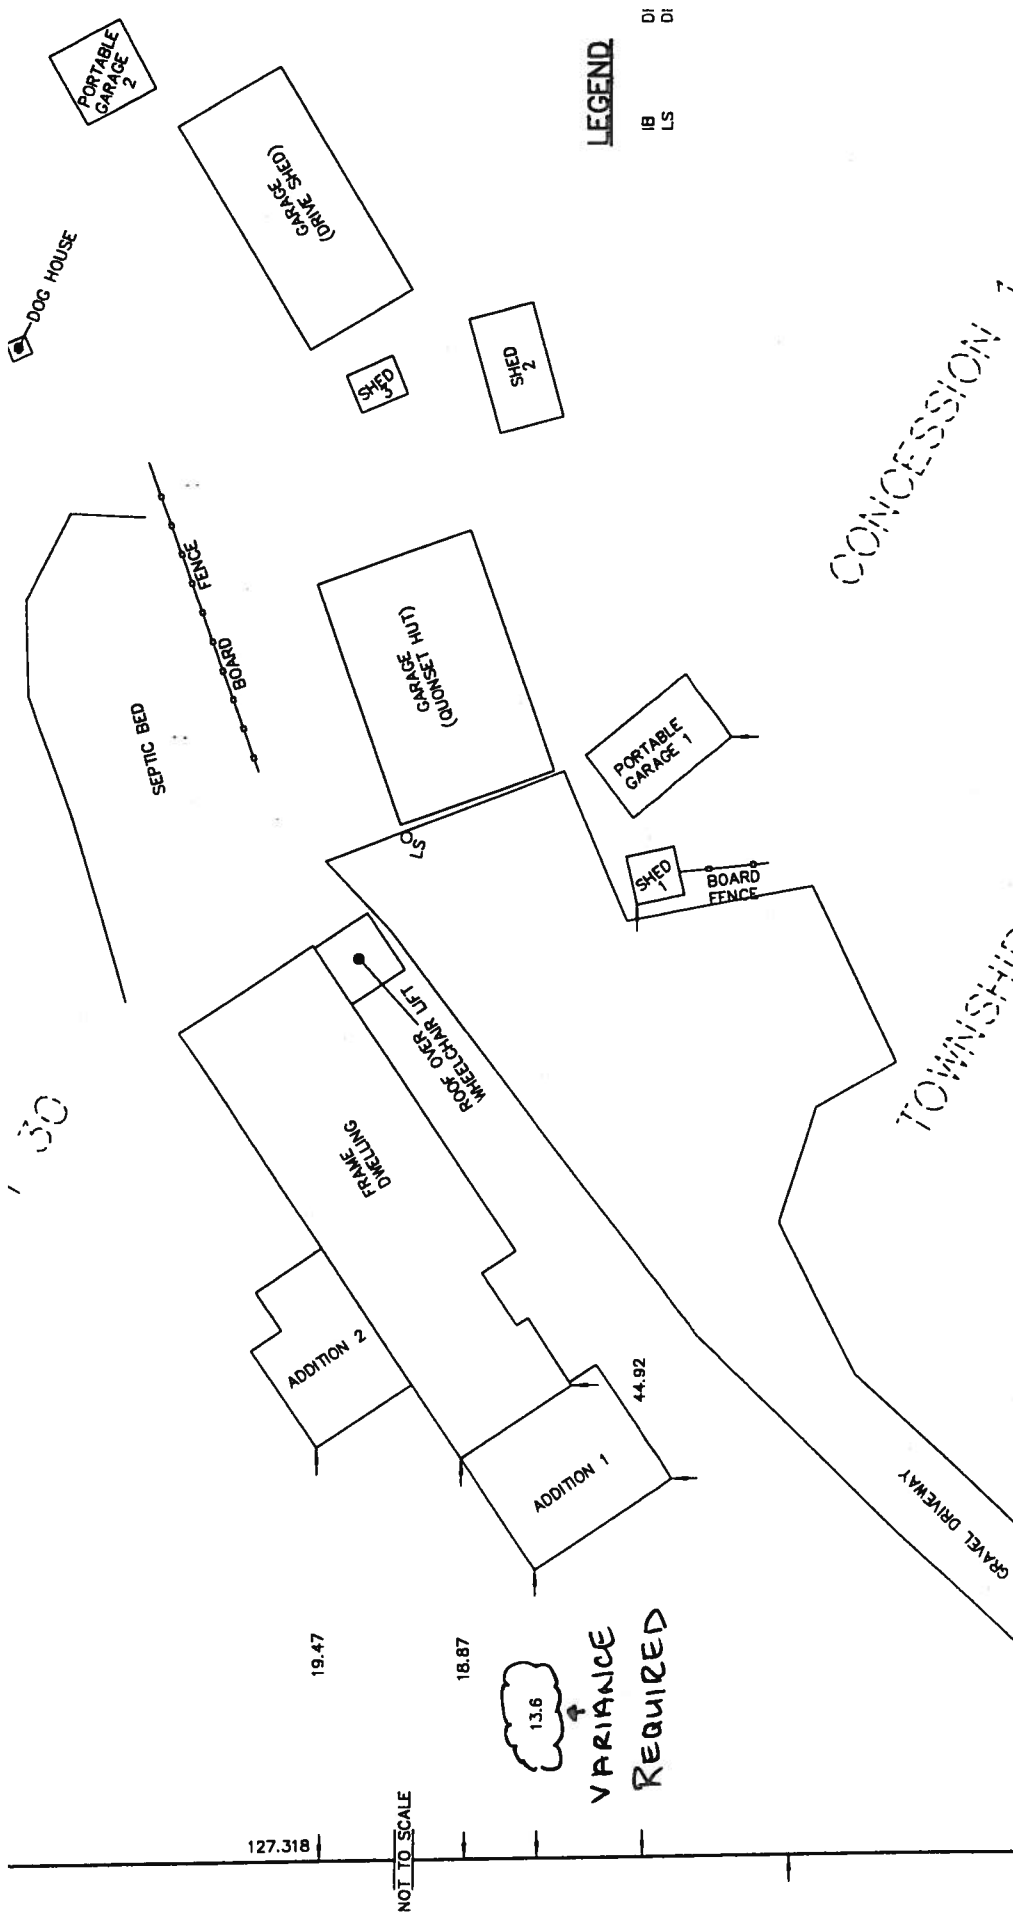 PORTABLE
GARAGE
2
DOG HOUSE
GARAGE
(DRIVE SHED)
LEGEND
IB
LS
SHED
3
SHED
2
CONCESSION
BOARD FENCE
SEPTIC BED
GARAGE
(QUONSET HUT)
PORTABLE
GARAGE 1
LS
SHED
1
BOARD
FENCE
TOWNSHIP
30
ROOF OVER
WHEELCHAIR LIFT
FRAME
DWELLING
ADDITION 2
ADDITION 1
44.92
GRAVEL DRIVEWAY
19.47
18.87
13.6
VARIANCE
REQUIRED
127.318
NOT TO SCALE